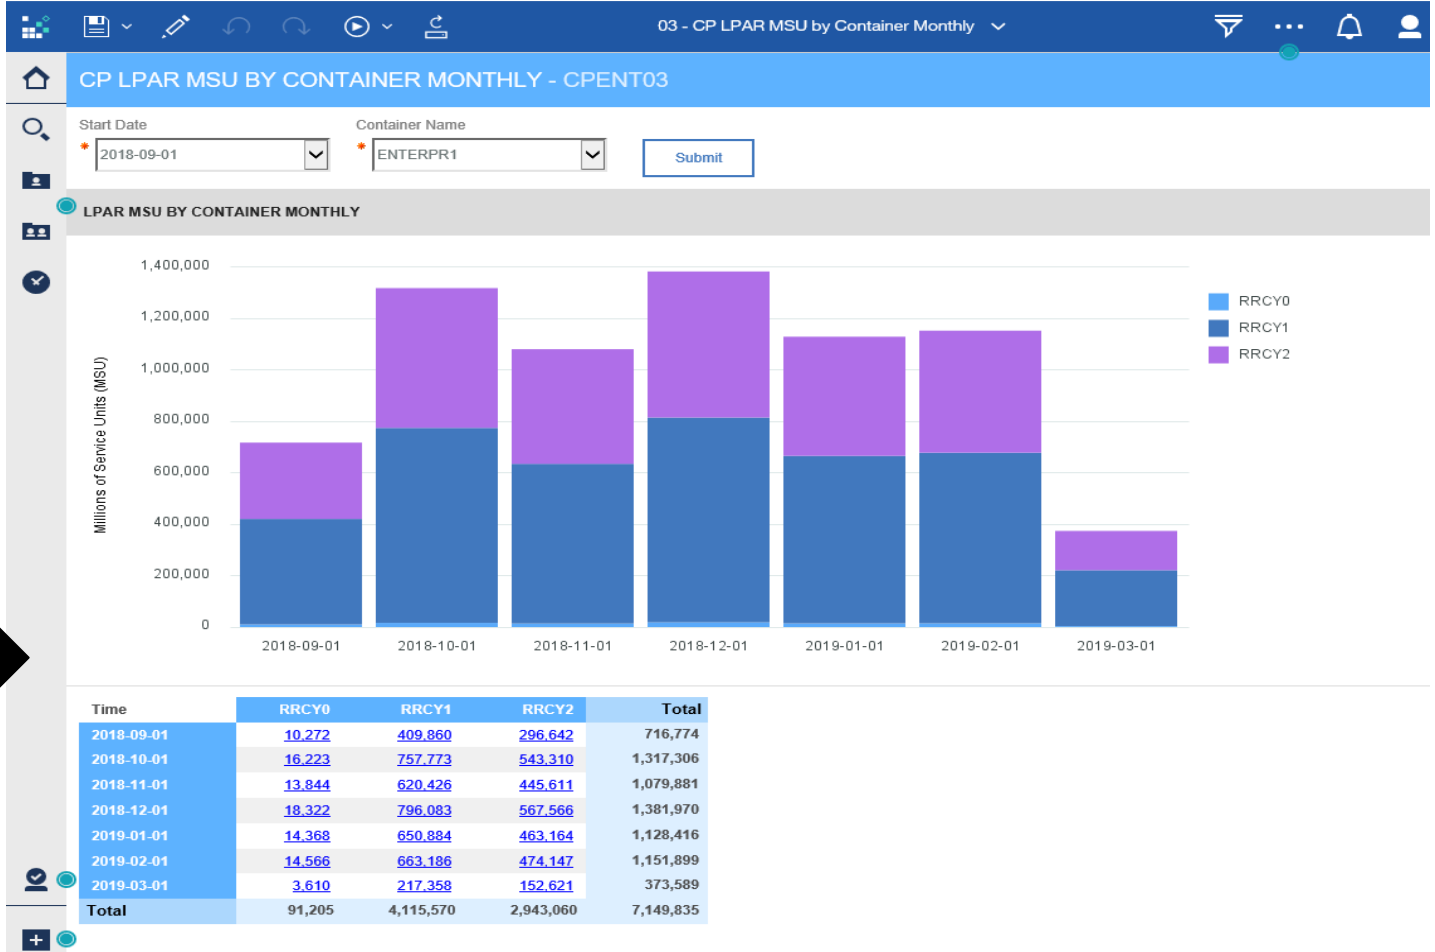 03 - CP LPAR MSU by Container Monthly
CP LPAR MSU BY CONTAINER MONTHLY - CPENT03
Start Date Container Name
* 2018-09-01 * ENTERPR1 Submit
LPAR MSU BY CONTAINER MONTHLY
Millions of Service Units (MSU)
1,400,000
1,200,000
1,000,000
800,000
600,000
400,000
200,000
0
2018-09-01 2018-10-01 2018-11-01 2018-12-01 2019-01-01 2019-02-01 2019-03-01
RRCY0
RRCY1
RRCY2
Time RRCY0 RRCY1 RRCY2 Total
2018-09-01 10,272 409,860 296,642 716,774
2018-10-01 16,223 757,773 543,310 1,317,306
2018-11-01 13,844 620,426 445,611 1,079,881
2018-12-01 18,322 796,083 567,566 1,381,970
2019-01-01 14,368 650,884 463,164 1,128,416
2019-02-01 14,566 663,186 474,147 1,151,899
2019-03-01 3,610 217,358 152,621 373,589
Total 91,205 4,115,570 2,943,060 7,149,835